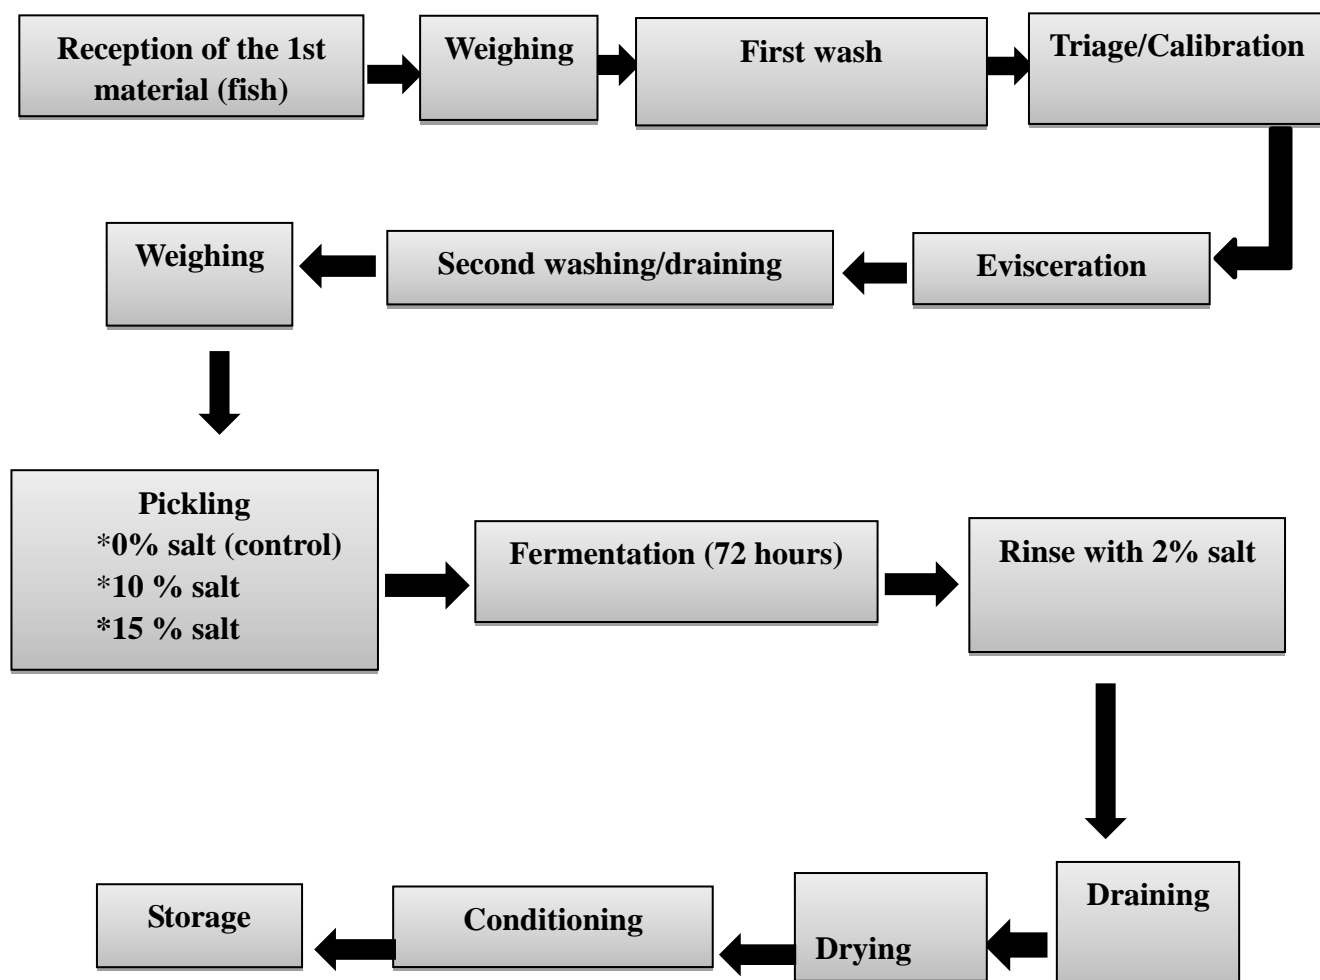 Reception of the 1st
material (fish)
Weighing
First wash
Triage/Calibration
Evisceration
Second washing/draining
Weighing
Pickling
*0% salt (control)
*10 % salt
*15 % salt
Fermentation (72 hours)
Rinse with 2% salt
Draining
Drying
Conditioning
Storage